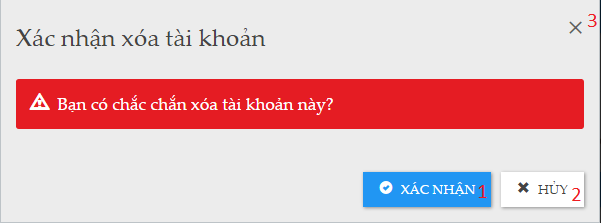 3
Xác nhận xóa tài khoản
Bạn có chắc chắn xóa tài khoản này?
XÁC NHẬN 1 HỦY 2